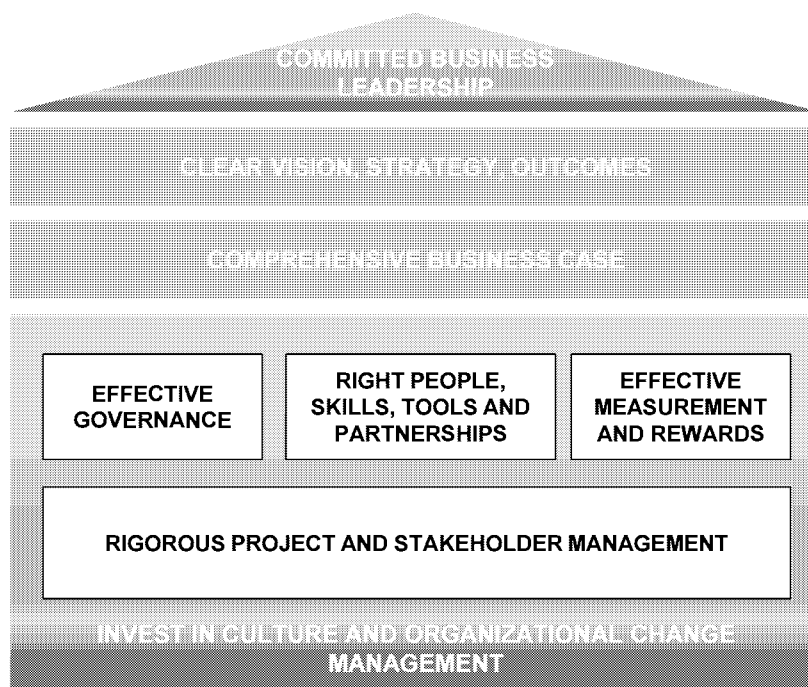 COMMITTED BUSINESS
LEADERSHIP
CLEAR VISION, STRATEGY, OUTCOMES
COMPREHENSIVE BUSINESS CASE
EFFECTIVE
GOVERNANCE
RIGHT PEOPLE,
SKILLS, TOOLS AND
PARTNERSHIPS
EFFECTIVE
MEASUREMENT
AND REWARDS
RIGOROUS PROJECT AND STAKEHOLDER MANAGEMENT
INVEST IN CULTURE AND ORGANIZATIONAL CHANGE
MANAGEMENT